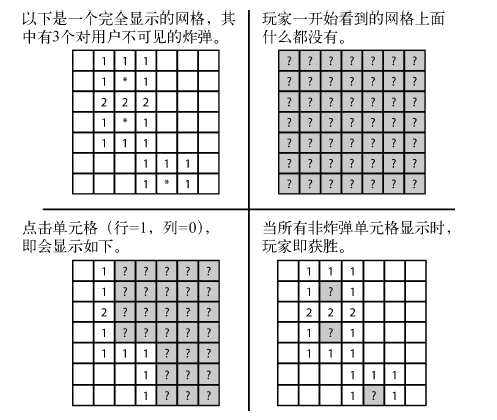 以下是一个完全显示的网格，其
中有3个对用户不可见的炸弹。
1 1 1
1 * 1
2 2 2
1 * 1
1 1 1
1 1 1
1 * 1
玩家一开始看到的网格上面
什么都没有。
? ? ? ? ? ? ?
? ? ? ? ? ? ?
? ? ? ? ? ? ?
? ? ? ? ? ? ?
? ? ? ? ? ? ?
? ? ? ? ? ? ?
? ? ? ? ? ? ?
点击单元格（行=1，列=0），
即会显示如下。
1 ? ? ? ? ?
1 ? ? ? ? ?
2 ? ? ? ? ?
1 ? ? ? ? ?
1 1 1 ? ? ?
1 ? ? ?
1 ? ? ?
当所有非炸弹单元格显示时，
玩家即获胜。
1 1 1
1 ? 1
2 2 2
1 ? 1
1 1 1
1 1 1
1 ? 1